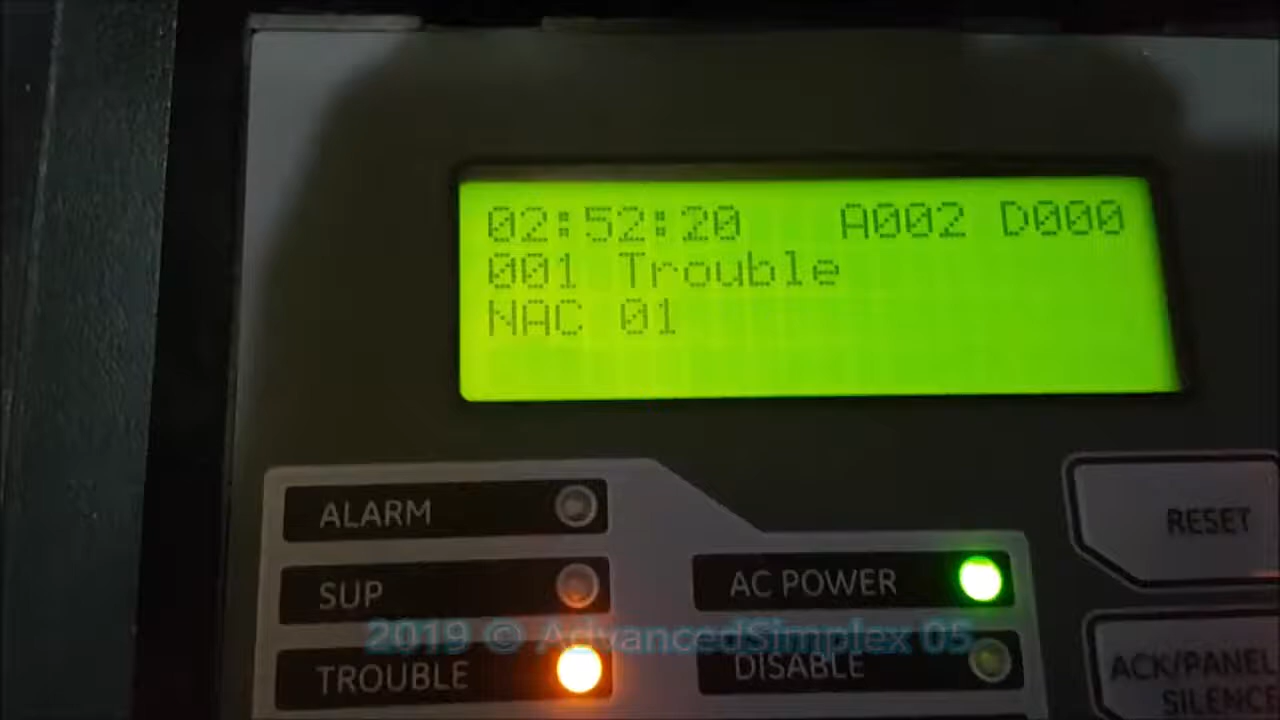 02:52:20 A002 D000
001 Trouble
NAC 01
ALARM
SUP
AC POWER
RESET
2019 © AdvancedSimplex 05
TROUBLE
DISABLE
ACK/PANEL
SILENCE